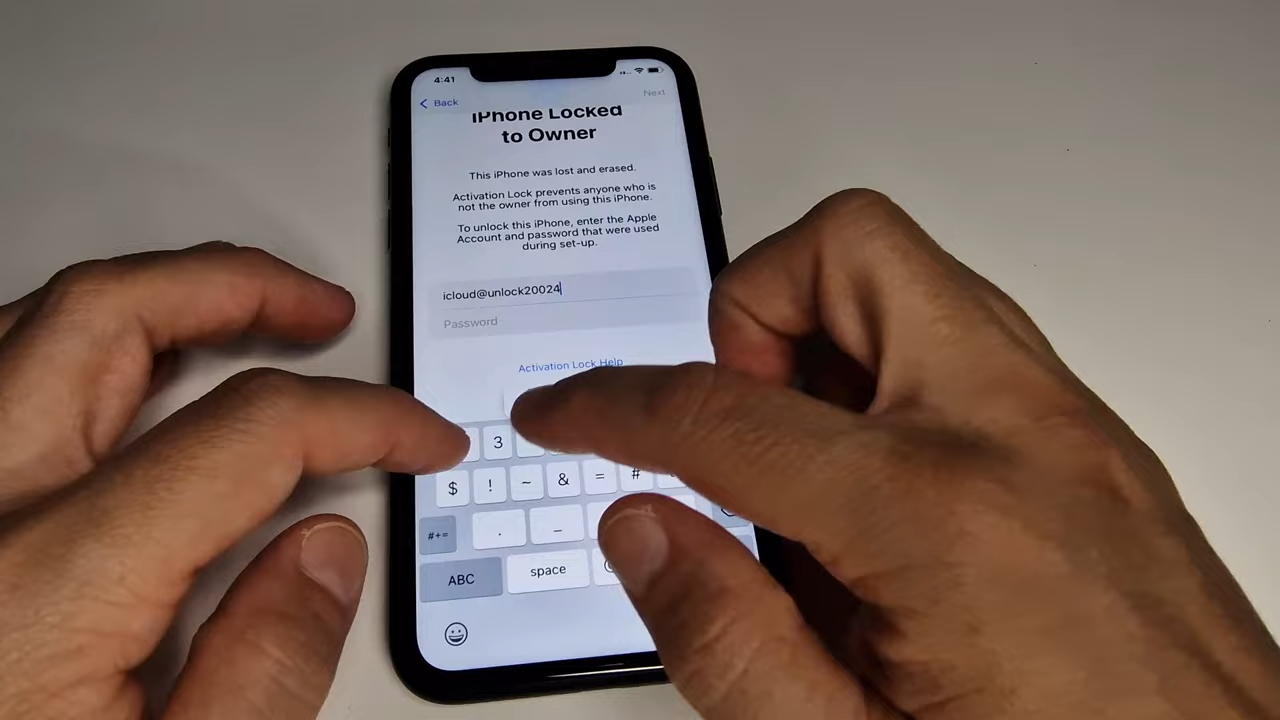 4:41
Back
Next
iPhone Locked
to Owner
This iPhone was lost and erased.
Activation Lock prevents anyone who is
not the owner from using this iPhone.
To unlock this iPhone, enter the Apple
Account and password that were used
during set-up.
icloud@unlock20024
Password
Activation Lock Help
3
$ ! ~ & = #
#+= . _
ABC space